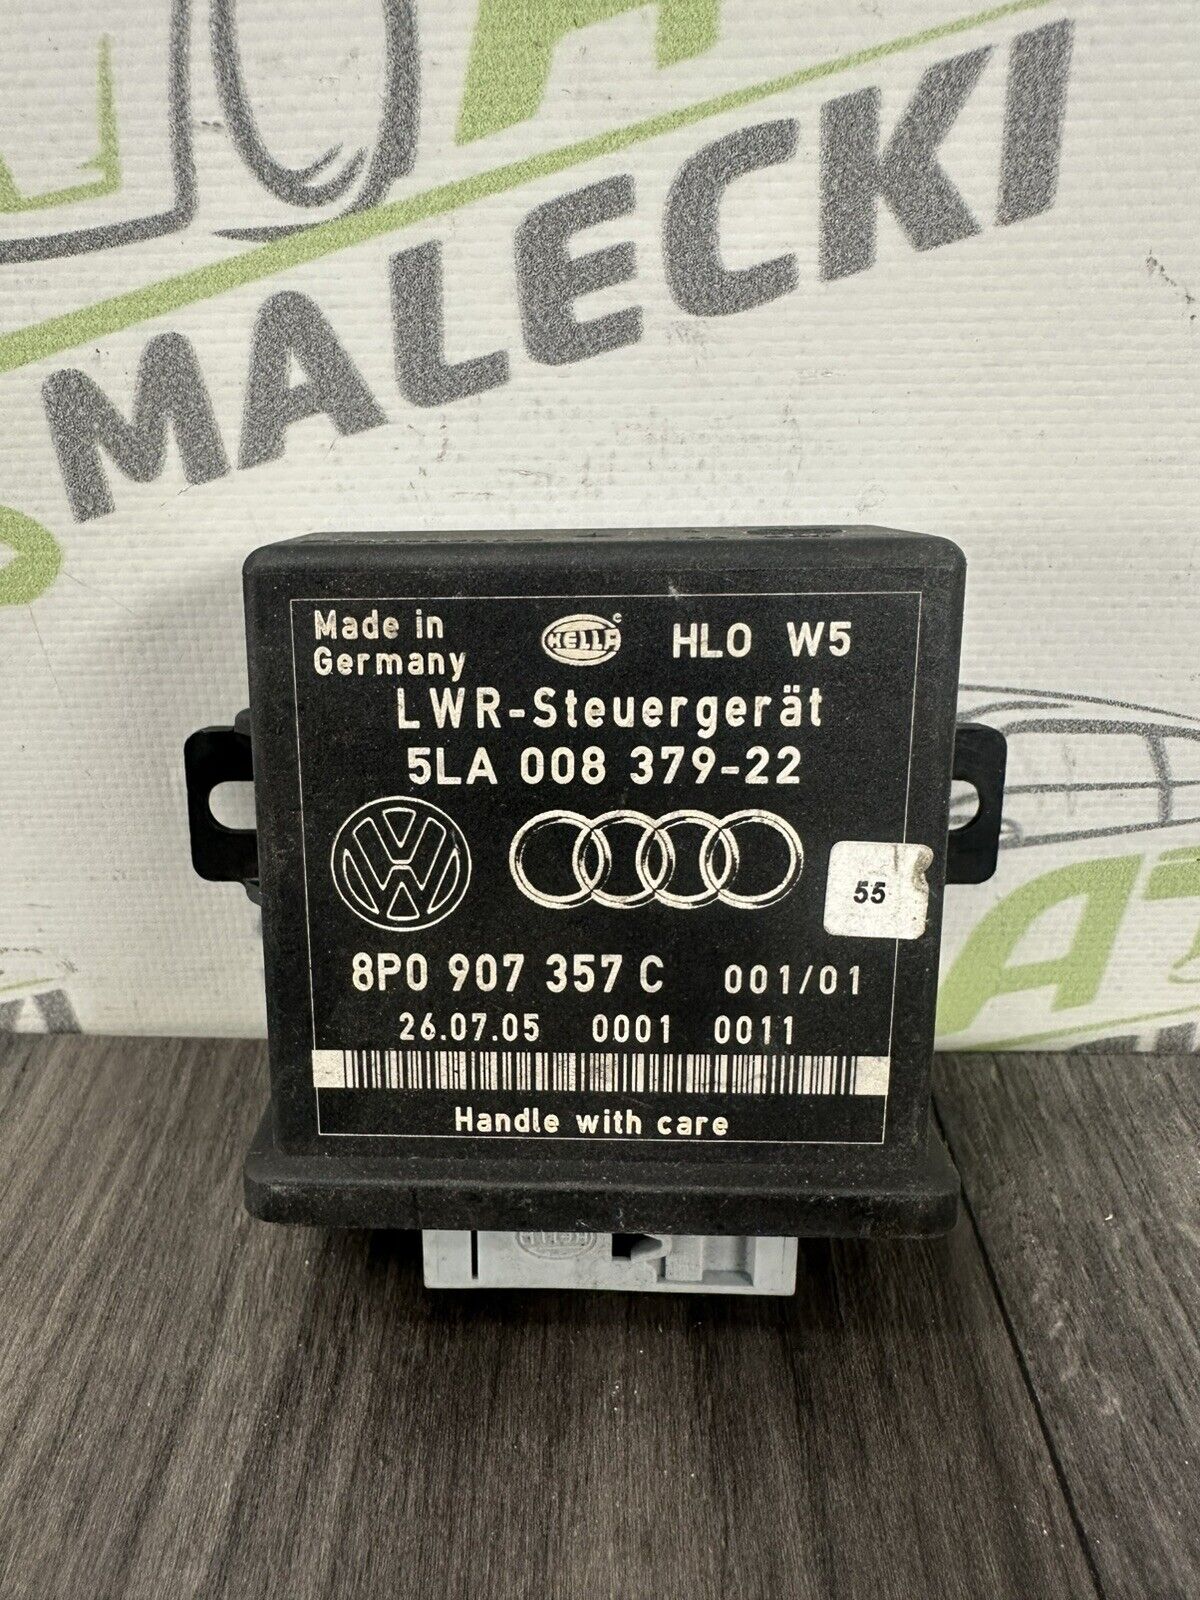 MALECKI
Made in
Germany
HELLA
HLO W5
LWR-Steuergerät
5LA 008 379-22
55
8P0 907 357 C 001/01
26.07.05 0001 0011
Handle with care
HELLA